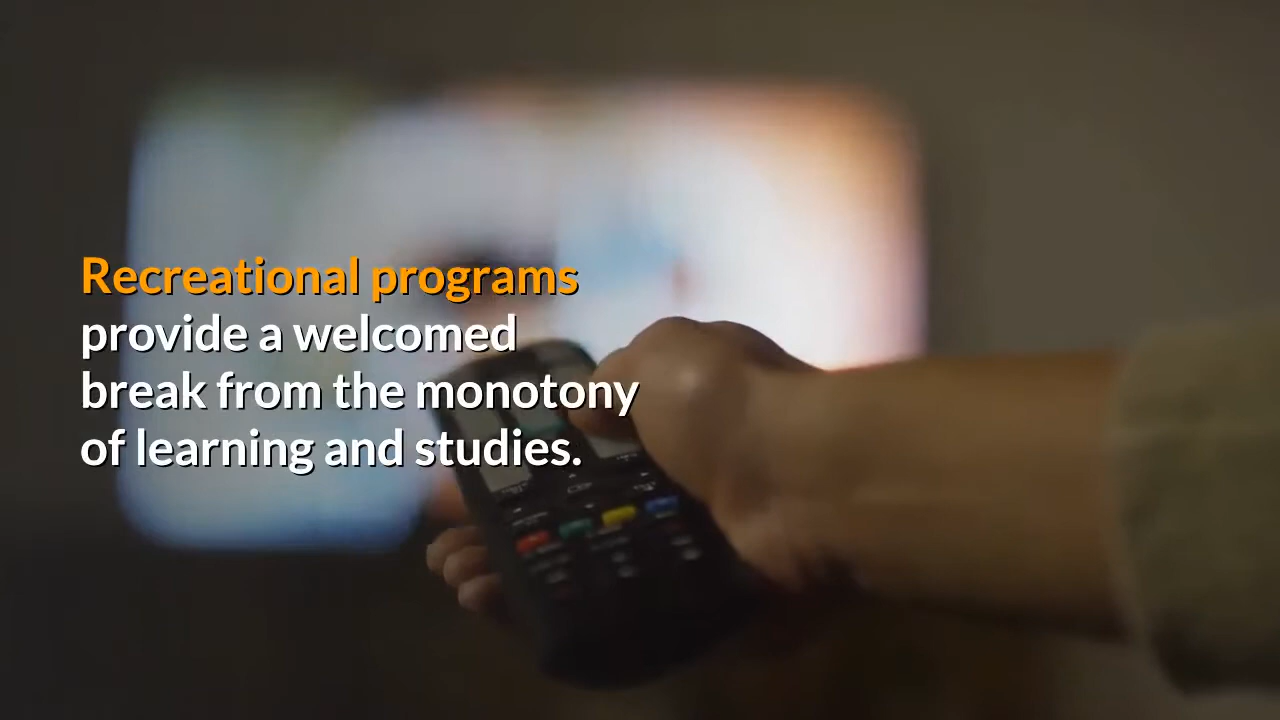 Recreational programs
provide a welcomed
break from the monotony
of learning and studies.